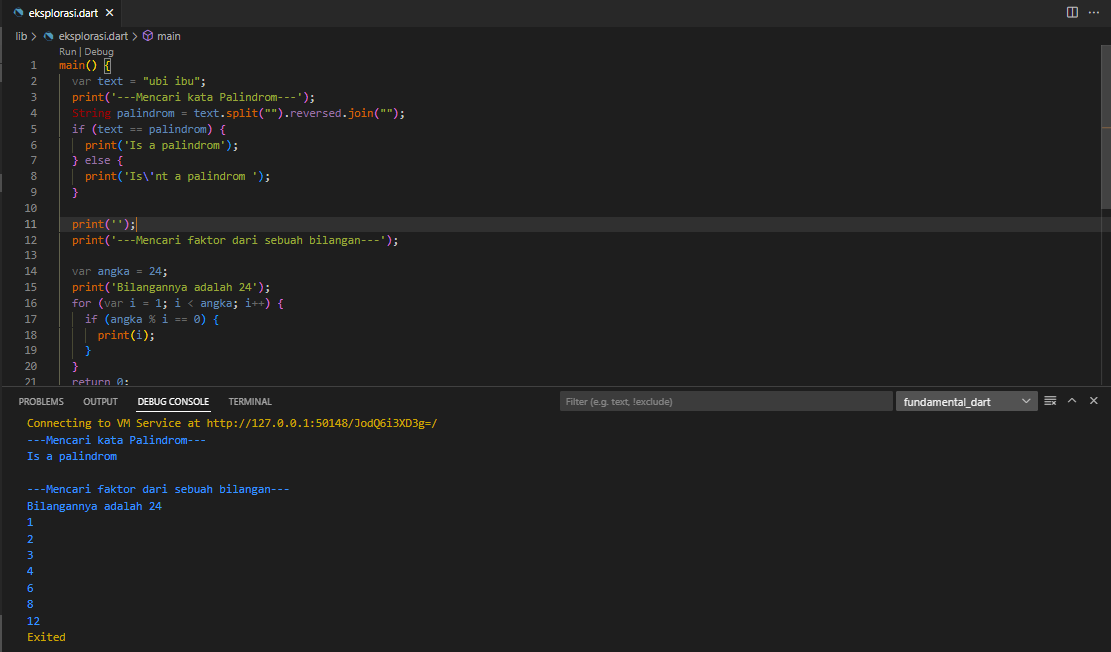 eksplorasi.dart
lib > eksplorasi.dart > main
Run | Debug
1 main() {
2 var text = "ubi ibu";
3 print('---Mencari kata Palindrom---');
4 String palindrom = text.split("").reversed.join("");
5 if (text == palindrom) {
6 print('Is a palindrom');
7 } else {
8 print('Is\'nt a palindrom ');
9 }
10
11 print('');
12 print('---Mencari faktor dari sebuah bilangan---');
13
14 var angka = 24;
15 print('Bilangannya adalah 24');
16 for (var i = 1; i < angka; i++) {
17 if (angka % i == 0) {
18 print(i);
19 }
20 }
21 return 0;
PROBLEMS OUTPUT DEBUG CONSOLE TERMINAL Filter (e.g. text, !exclude) fundamental_dart
Connecting to VM Service at http://127.0.0.1:50148/JodQ6i3XD3g=/
---Mencari kata Palindrom---
Is a palindrom
---Mencari faktor dari sebuah bilangan---
Bilangannya adalah 24
1
2
3
4
6
8
12
Exited